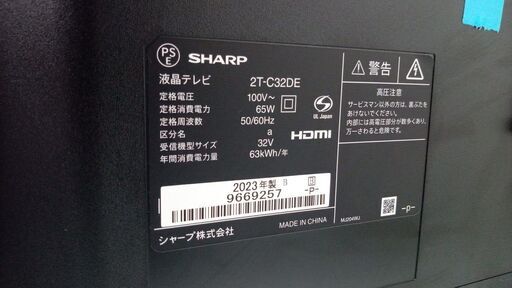 PS E
SHARP
液晶テレビ 2T-C32DE
定格電圧 100V～
定格消費電力 65W
定格周波数 50/60Hz
区分名 a
受信機型サイズ 32V
年間消費電力量 63kWh/年
UL Japan
HDMI
2023年製 B
9669257 -P-
シャープ株式会社
MADE IN CHINA
警告
高圧注意
サービスマン以外の方は、裏ぶたを
あけないでください。
内部には高電圧部分が数多く、
万一さわると危険です。
-p-